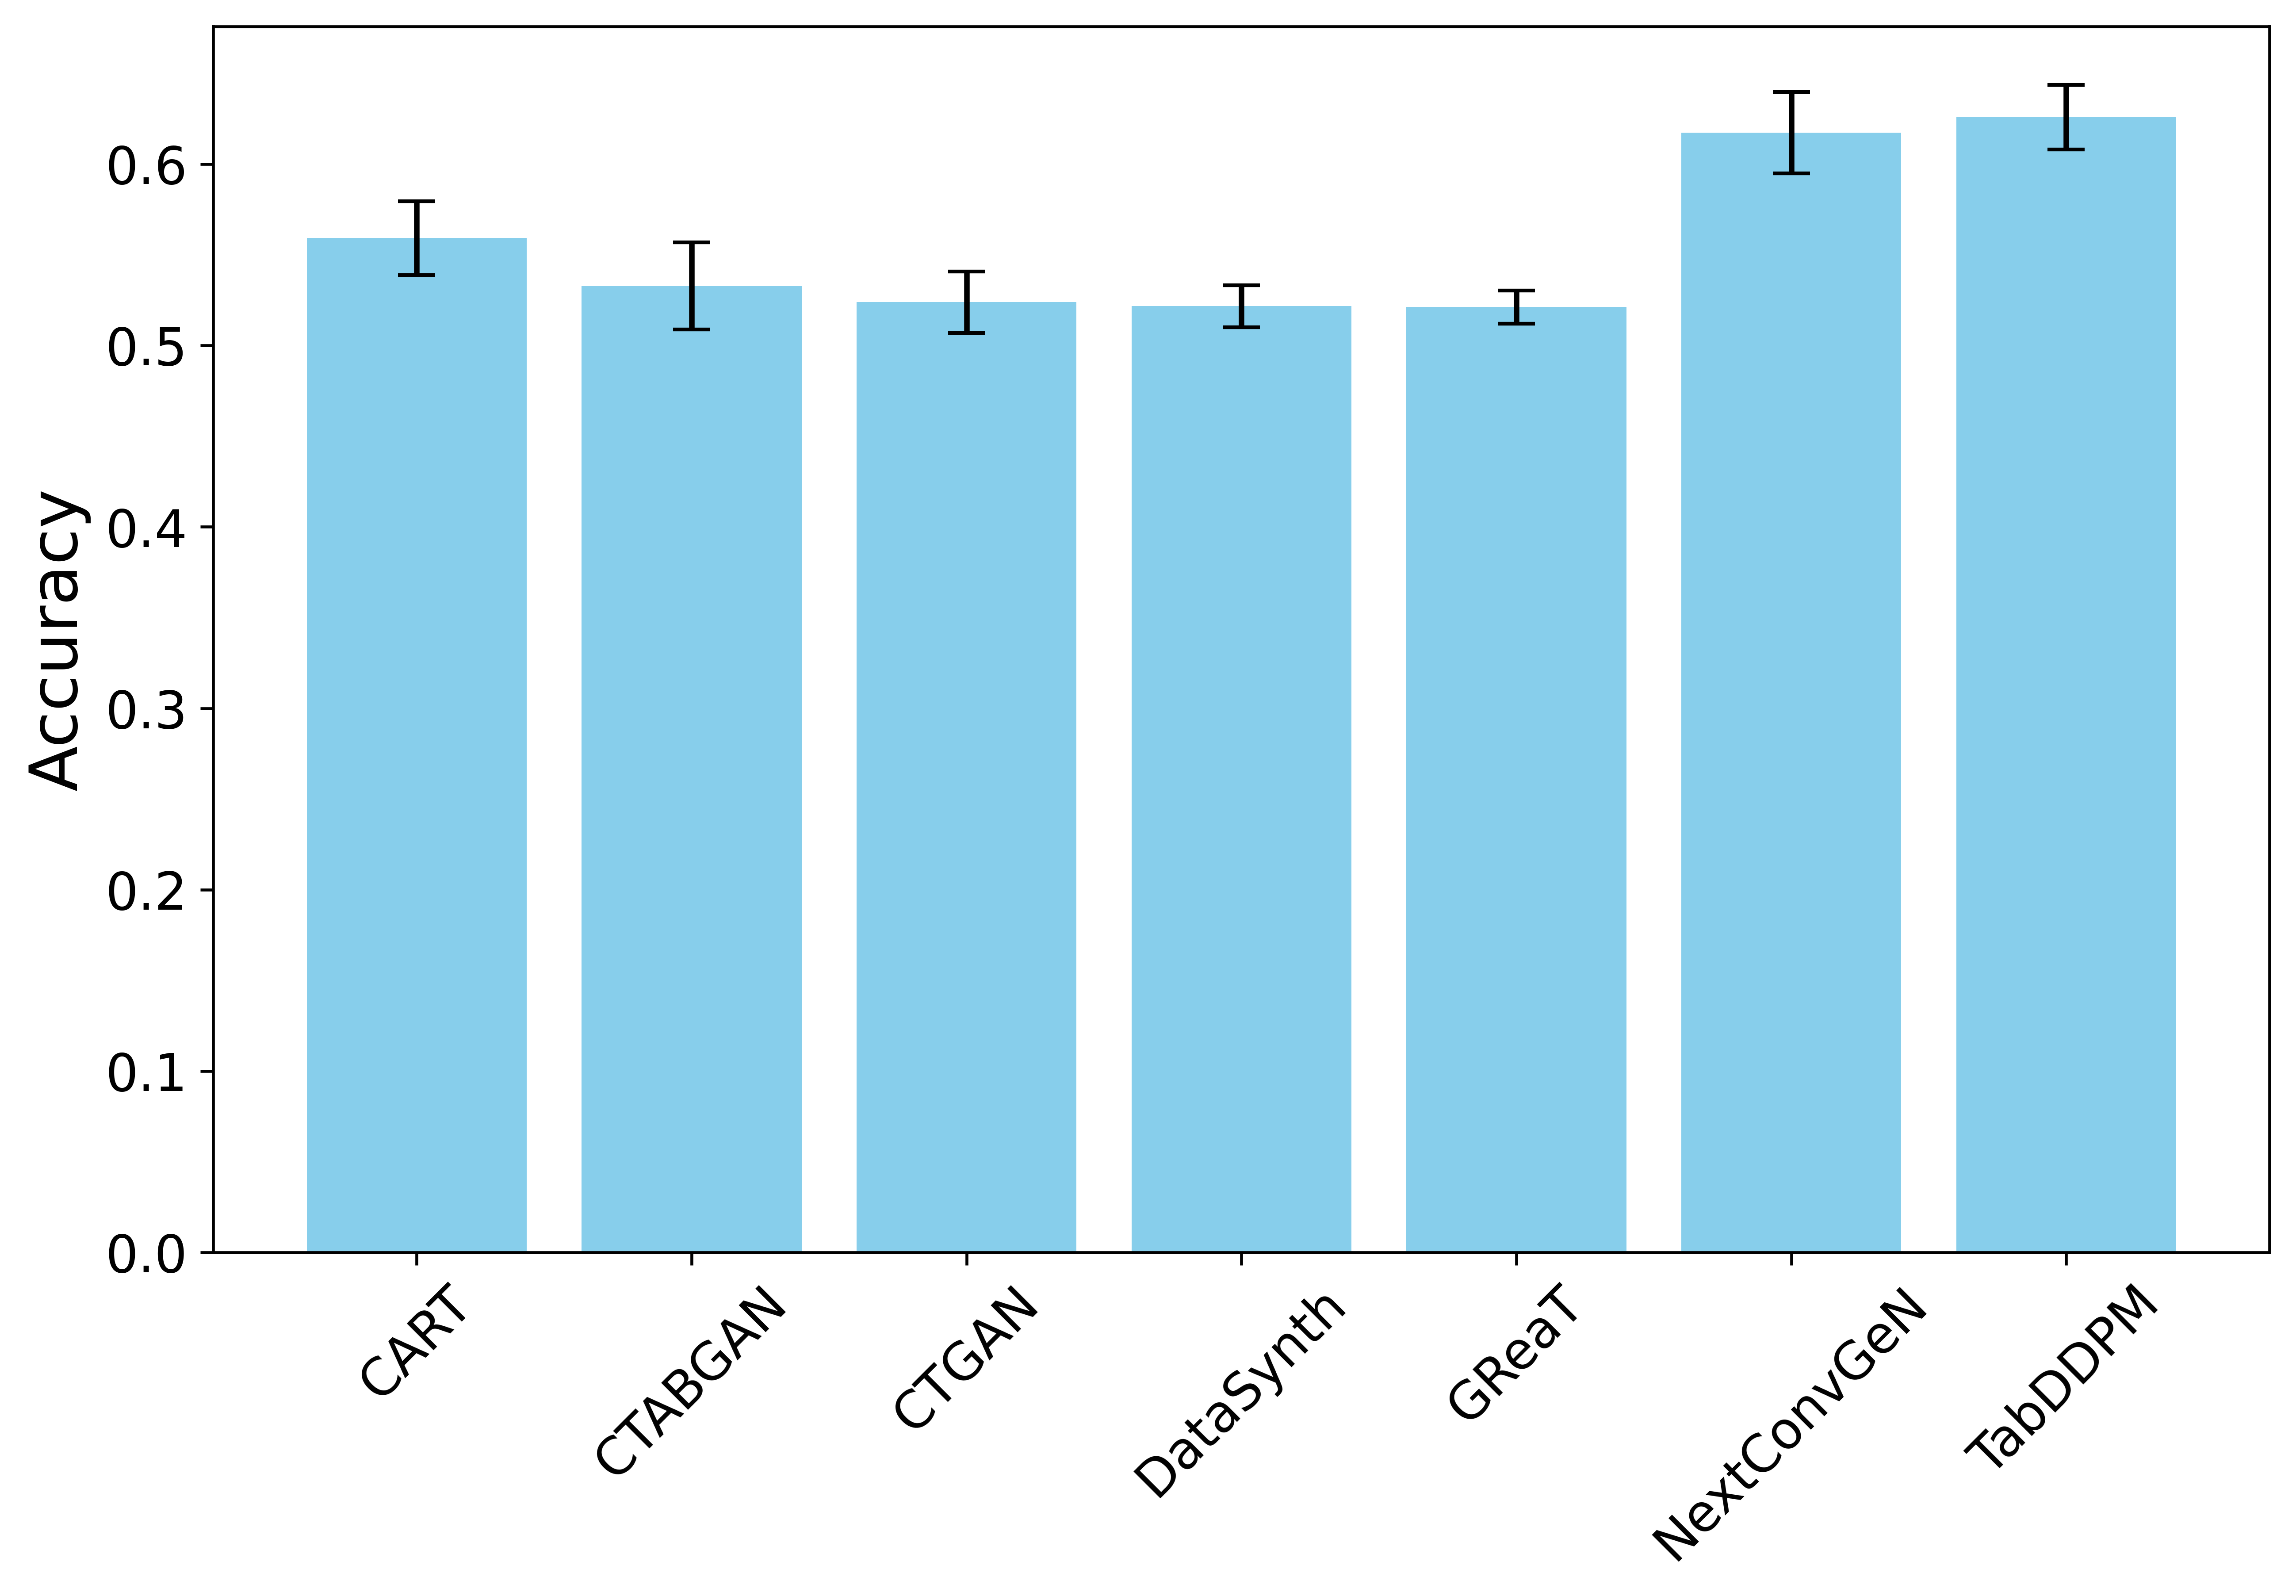 Accuracy
0.6
0.5
0.4
0.3
0.2
0.1
0.0
CART
CTABGAN
CTGAN
DataSynth
GReaT
NextConvGeN
TabDDPM